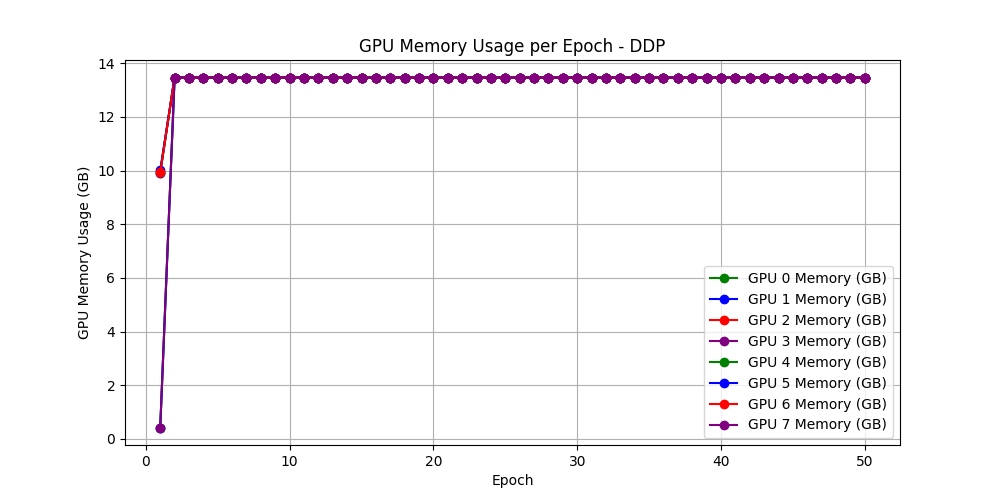 GPU Memory Usage per Epoch - DDP
GPU Memory Usage (GB)
14
12
10
8
6
4
2
0
GPU 0 Memory (GB)
GPU 1 Memory (GB)
GPU 2 Memory (GB)
GPU 3 Memory (GB)
GPU 4 Memory (GB)
GPU 5 Memory (GB)
GPU 6 Memory (GB)
GPU 7 Memory (GB)
0 10 20 30 40 50
Epoch